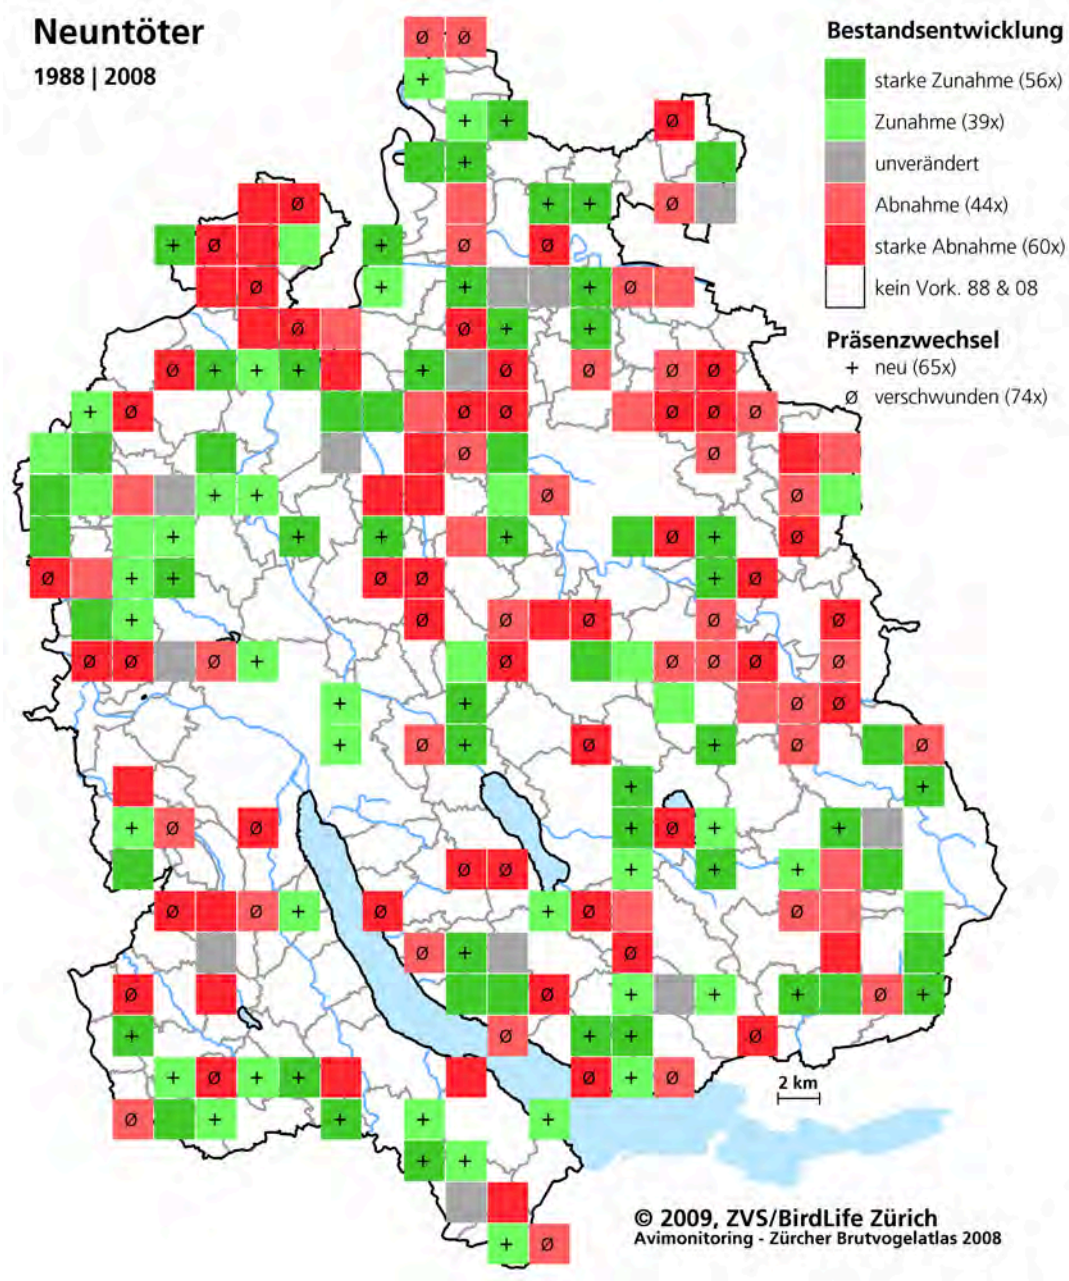 Neuntöter
1988 | 2008
Bestandsentwicklung
starke Zunahme (56x)
Zunahme (39x)
unverändert
Abnahme (44x)
starke Abnahme (60x)
kein Vork. 88 & 08
Präsenzwechsel
+ neu (65x)
Ø verschwunden (74x)
2 km
© 2009, ZVS/BirdLife Zürich
Avimonitoring - Zürcher Brutvogelatlas 2008